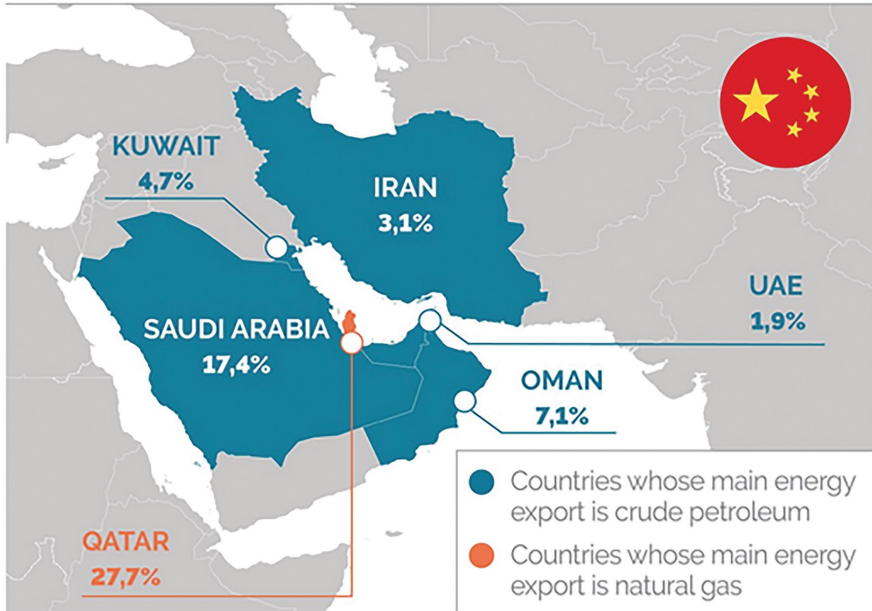 KUWAIT
4,7%
IRAN
3,1%
UAE
1,9%
SAUDI ARABIA
17,4%
OMAN
7,1%
QATAR
27,7%
Countries whose main energy
export is crude petroleum
Countries whose main energy
export is natural gas